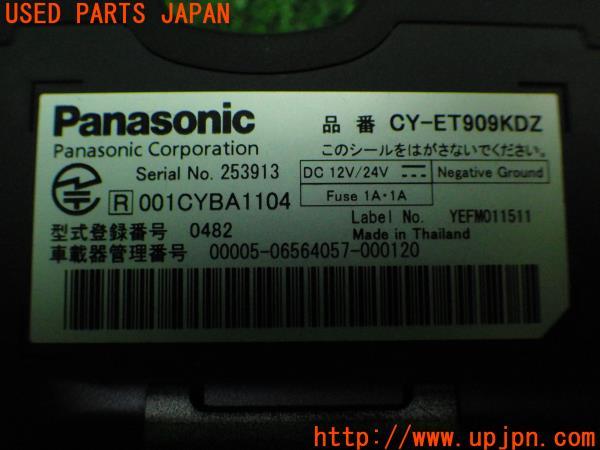 USED PARTS JAPAN
Panasonic
品 番 CY-ET909KDZ
Panasonic Corporation
このシールをはがさないでください。
Serial No. 253913
DC 12V/24V
Negative Ground
Fuse 1A・1A
R 001CYBA1104
Label No. YEFM011511
Made in Thailand
型式登録番号 0482
車載器管理番号 00005-06564057-000120
UPJ
http://www.upjpn.com